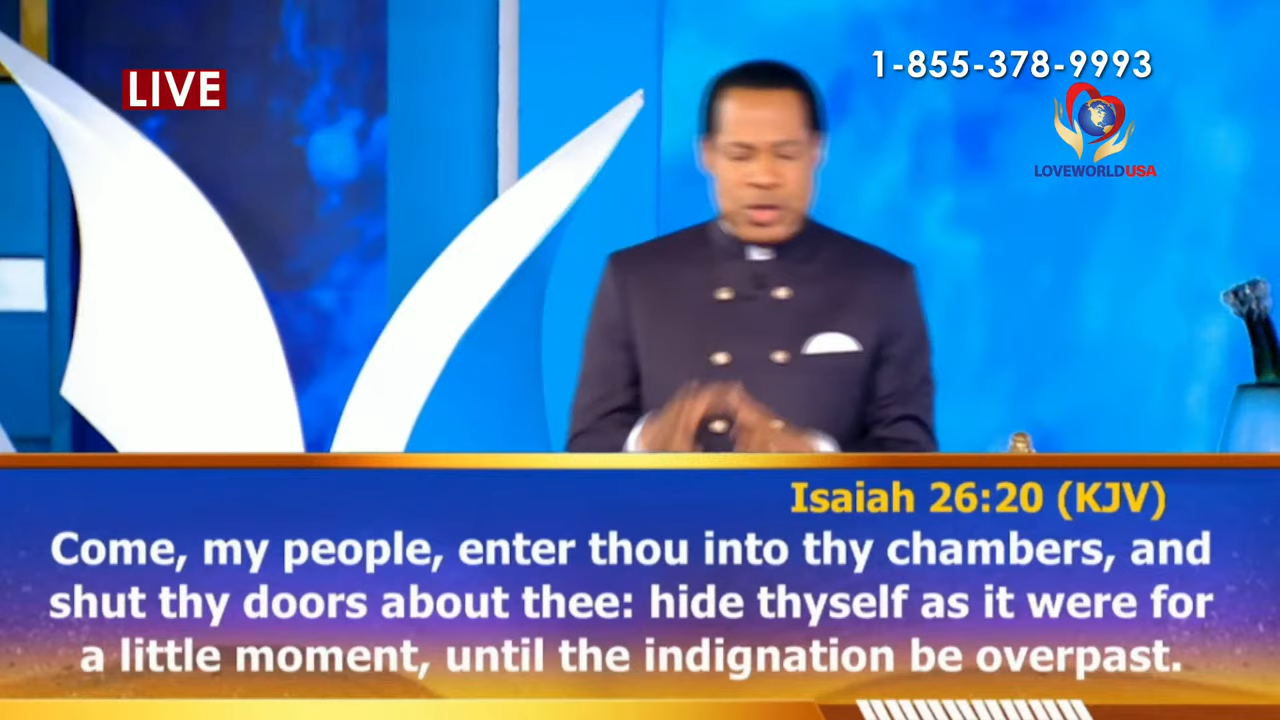 LIVE
1-855-378-9993
LOVEWORLDUSA
Isaiah 26:20 (KJV)
Come, my people, enter thou into thy chambers, and
shut thy doors about thee: hide thyself as it were for
a little moment, until the indignation be overpast.